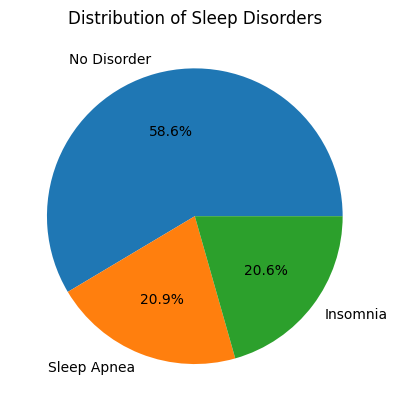 Distribution of Sleep Disorders
No Disorder
58.6%
20.6%
20.9%
Insomnia
Sleep Apnea